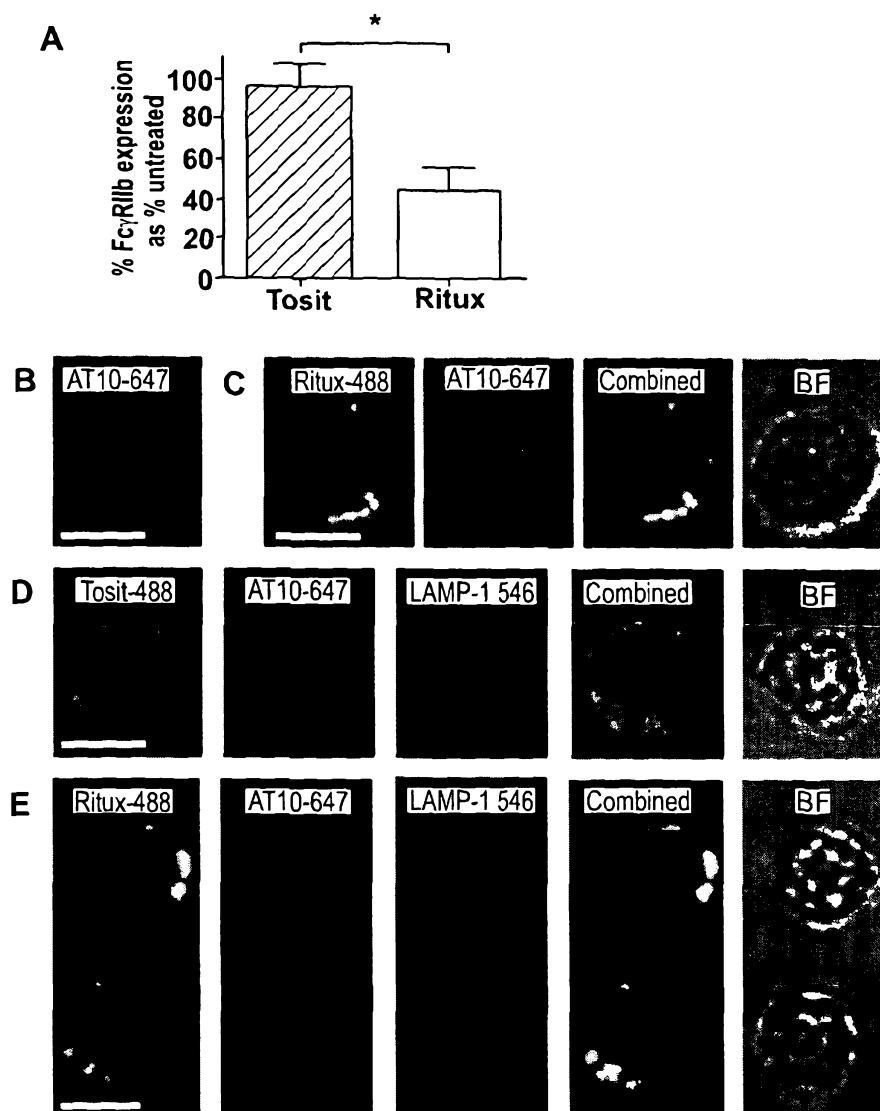 A
*
% FcγRIIb expression
as % untreated
100
80
60
40
20
0
Tosit
Ritux
B
AT10-647
C
Ritux-488
AT10-647
Combined
BF
D
Tosit-488
AT10-647
LAMP-1 546
Combined
BF
E
Ritux-488
AT10-647
LAMP-1 546
Combined
BF